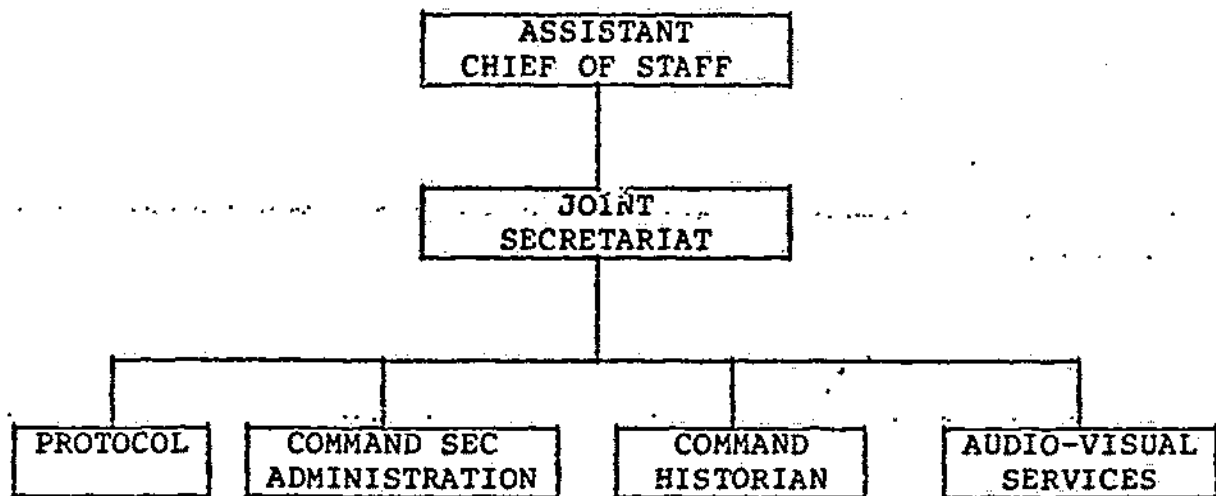 ASSISTANT
CHIEF OF STAFF
JOINT
SECRETARIAT
PROTOCOL
COMMAND SEC
ADMINISTRATION
COMMAND
HISTORIAN
AUDIO-VISUAL
SERVICES